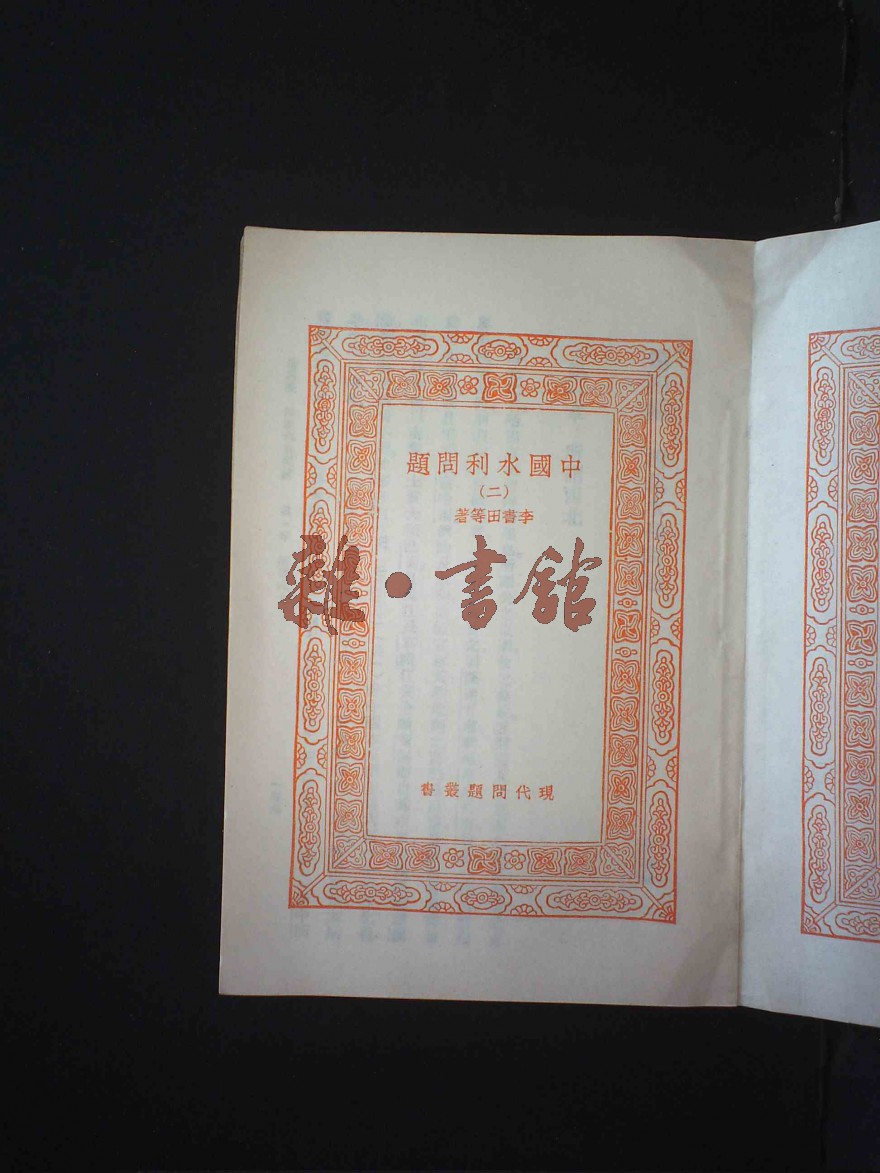 中國水利問題
（二）
李書田等著
雜·書館
現代問題叢書